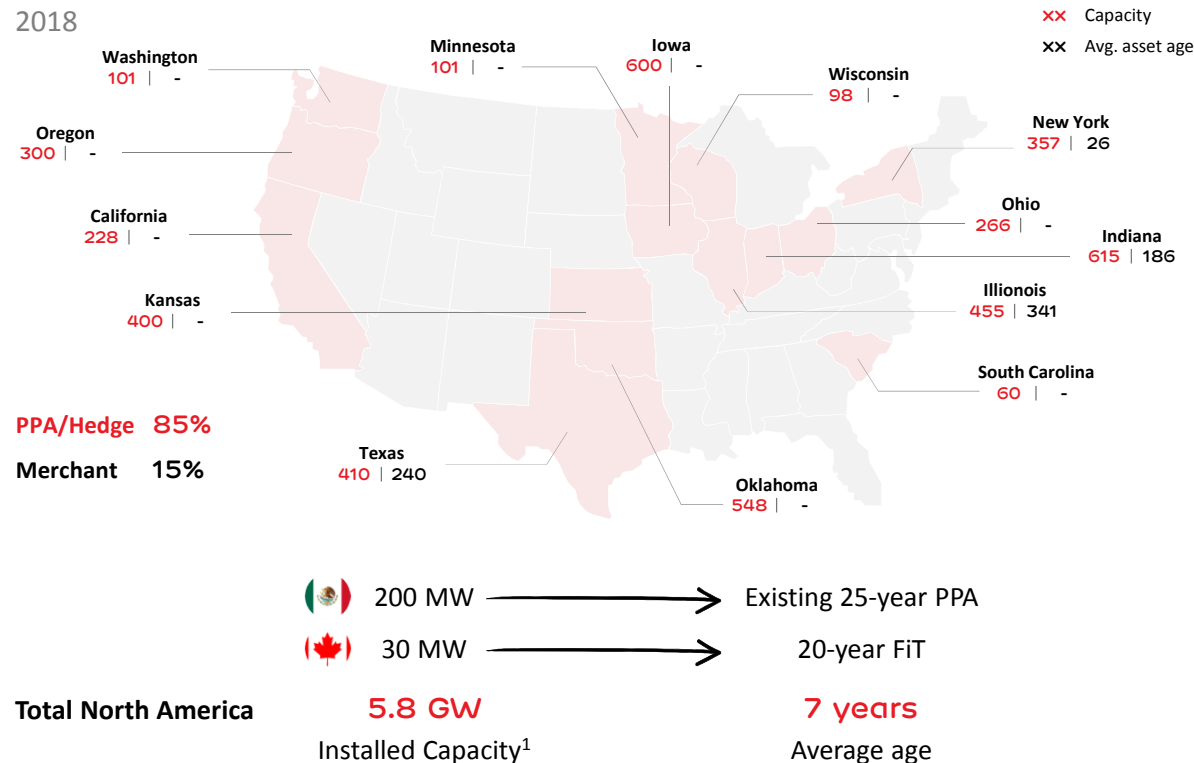 2018
xx Capacity
xx Avg. asset age
Washington
101 | -
Minnesota
101 | -
Iowa
600 | -
Wisconsin
98 | -
New York
357 | 26
Oregon
300 | -
Ohio
266 | -
California
228 | -
Indiana
615 | 186
Kansas
400 | -
Illionois
455 | 341
South Carolina
60 | -
PPA/Hedge 85%
Merchant 15%
Texas
410 | 240
Oklahoma
548 | -
200 MW Existing 25-year PPA
30 MW 20-year FiT
Total North America 5.8 GW 7 years
Installed Capacity1 Average age